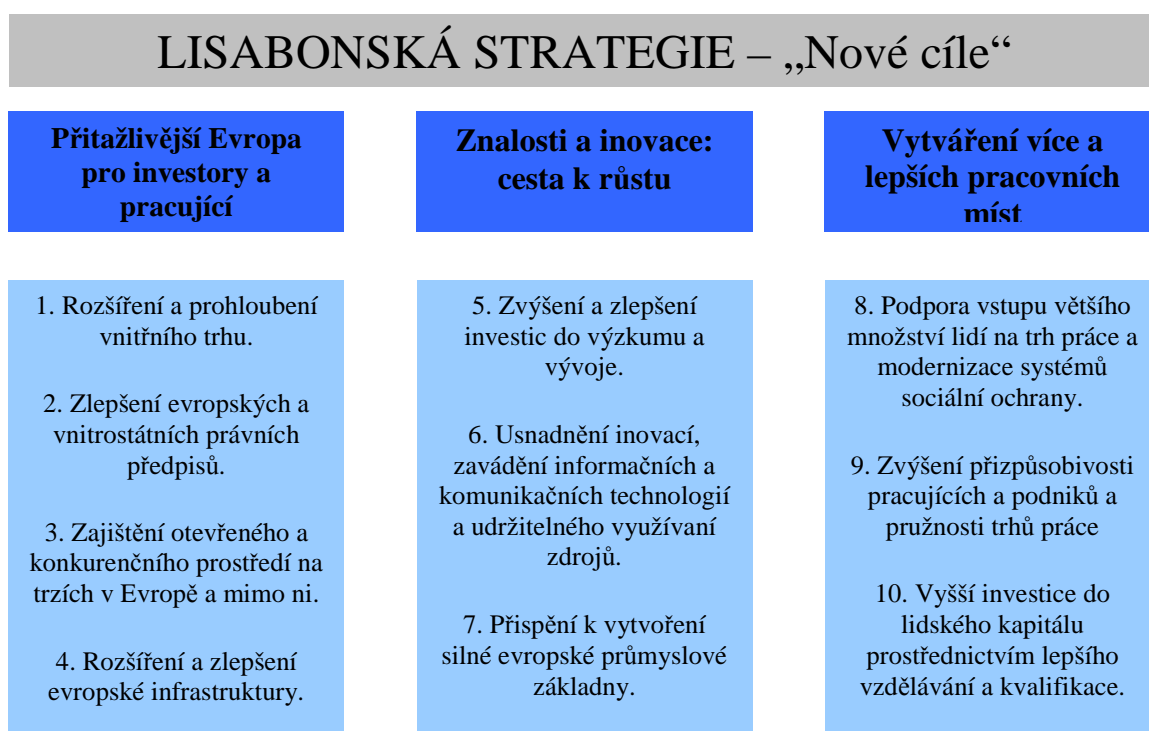 LISABONSKÁ STRATEGIE – „Nové cíle“
Přitažlivější Evropa
pro investory a
pracující
Znalosti a inovace:
cesta k růstu
Vytváření více a
lepších pracovních
míst
1. Rozšíření a prohloubení
vnitřního trhu.
2. Zlepšení evropských a
vnitrostátních právních
předpisů.
3. Zajištění otevřeného a
konkurenčního prostředí na
trzích v Evropě a mimo ni.
4. Rozšíření a zlepšení
evropské infrastruktury.
5. Zvýšení a zlepšení
investic do výzkumu a
vývoje.
6. Usnadnění inovací,
zavádění informačních a
komunikačních technologií
a udržitelného využívaní
zdrojů.
7. Přispění k vytvoření
silné evropské průmyslové
základny.
8. Podpora vstupu většího
množství lidí na trh práce a
modernizace systémů
sociální ochrany.
9. Zvýšení přizpůsobivosti
pracujících a podniků a
pružnosti trhů práce
10. Vyšší investice do
lidského kapitálu
prostřednictvím lepšího
vzdělávání a kvalifikace.